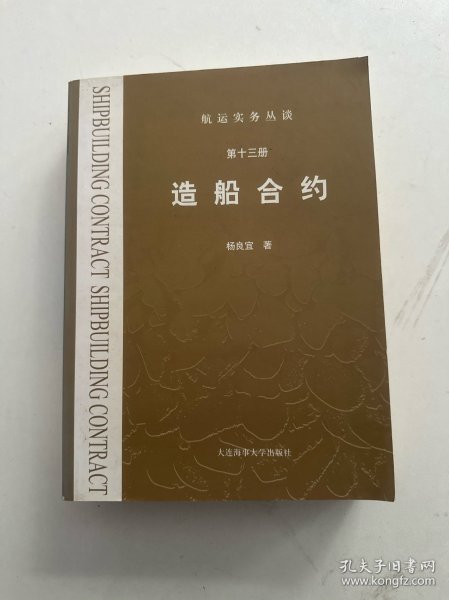 航运实务丛谈
第十三册
造船合约
杨良宜 著
大连海事大学出版社
SHIPBUILDING CONTRACT SHIPBUILDING CONTRACT
孔夫子旧书网
www.kongfz.com